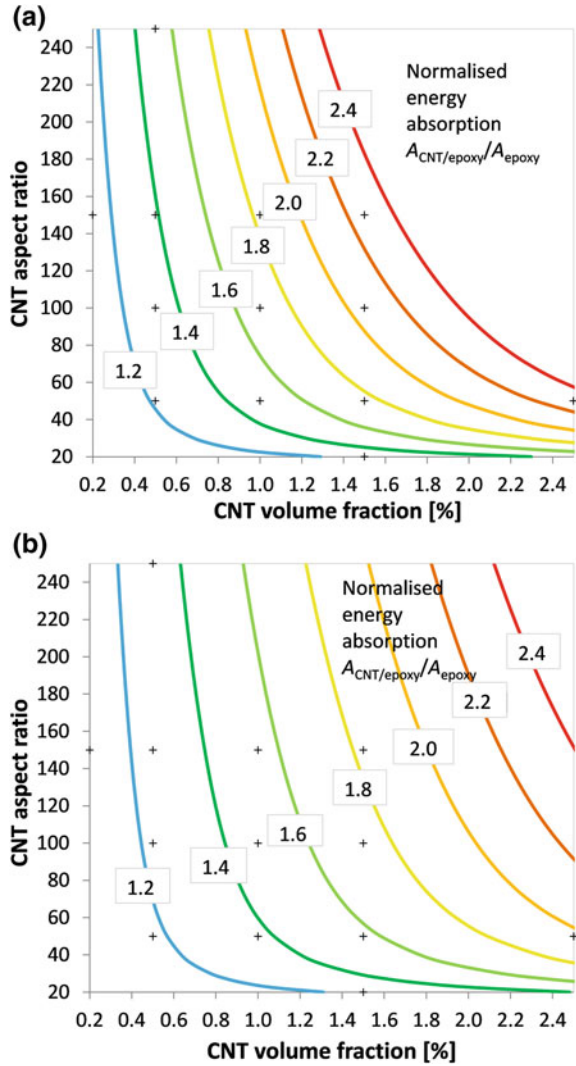 (a)
240
220
200
180
160
140
120
100
80
60
40
20
CNT aspect ratio
Normalised
energy
absorption
A_CNT/epoxy/A_epoxy
2.4
2.2
2.0
1.8
1.6
1.4
1.2
0.2 0.4 0.6 0.8 1.0 1.2 1.4 1.6 1.8 2.0 2.2 2.4
CNT volume fraction [%]
(b)
240
220
200
180
160
140
120
100
80
60
40
20
CNT aspect ratio
Normalised
energy
absorption
A_CNT/epoxy/A_epoxy
2.4
2.2
2.0
1.8
1.6
1.4
1.2
0.2 0.4 0.6 0.8 1.0 1.2 1.4 1.6 1.8 2.0 2.2 2.4
CNT volume fraction [%]